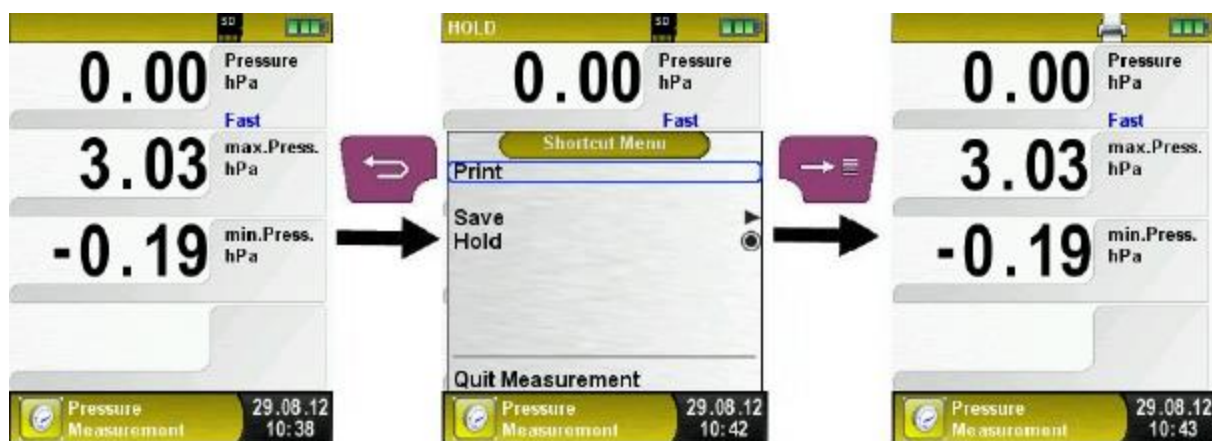 SD
0.00 Pressure
hPa
Fast
3.03 max.Press.
hPa
-0.19 min.Press.
hPa
Pressure 29.08.12
Measurement 10:38
HOLD SD
0.00 Pressure
hPa
Fast
Shortcut Menu
Print
Save
Hold
Quit Measurement
Pressure 29.08.12
Measurement 10:42
0.00 Pressure
hPa
Fast
3.03 max.Press.
hPa
-0.19 min.Press.
hPa
Pressure 29.08.12
Measurement 10:43